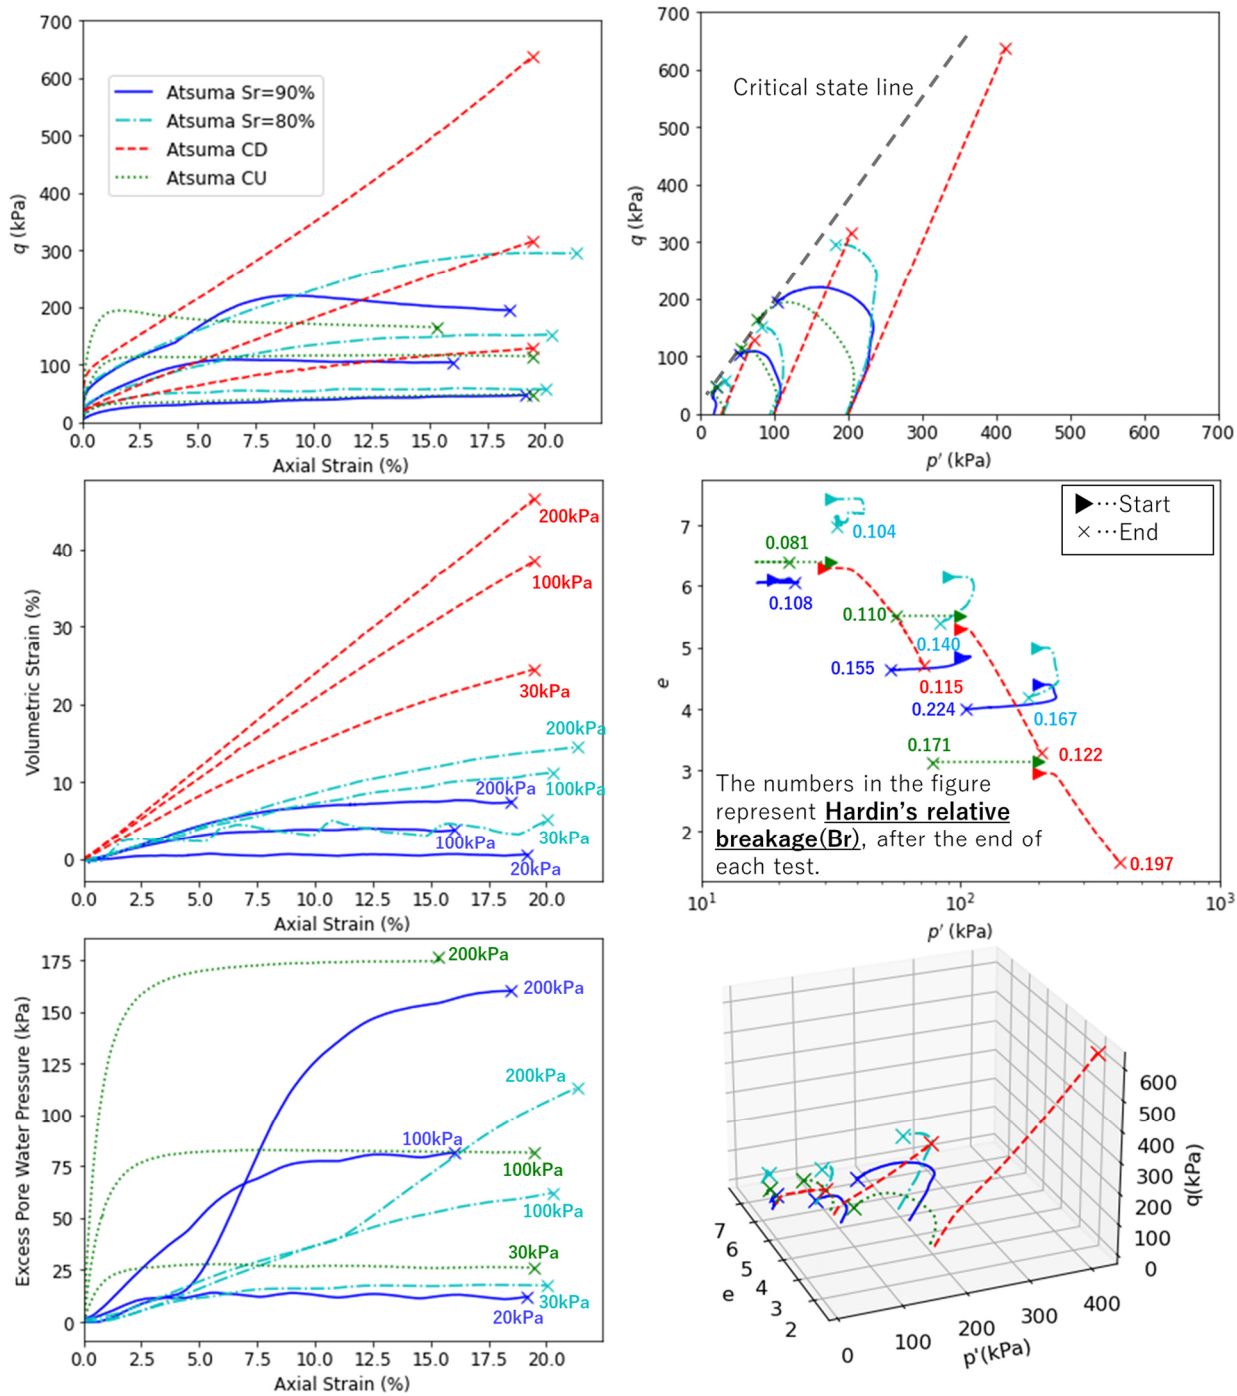 700
600
500
400
300
200
100
0
q (kPa)
Atsuma Sr=90%
Atsuma Sr=80%
Atsuma CD
Atsuma CU
0.0 2.5 5.0 7.5 10.0 12.5 15.0 17.5 20.0
Axial Strain (%)
700
600
500
400
300
200
100
0
q (kPa)
Critical state line
0 100 200 300 400 500 600 700
p' (kPa)
40
30
20
10
0
Volumetric Strain (%)
200kPa
100kPa
30kPa
200kPa
100kPa
200kPa
30kPa
100kPa
20kPa
0.0 2.5 5.0 7.5 10.0 12.5 15.0 17.5 20.0
Axial Strain (%)
7
6
5
4
3
2
e
▶···Start
×···End
0.104
0.081
0.108
0.110
0.140
0.155
0.115
0.224
0.167
0.171
0.122
0.197
The numbers in the figure
represent Hardin's relative
breakage(Br), after the end of
each test.
10¹ 10² 10³
p' (kPa)
175
150
125
100
75
50
25
0
Excess Pore Water Pressure (kPa)
200kPa
200kPa
200kPa
100kPa
100kPa
100kPa
30kPa
30kPa
20kPa
0.0 2.5 5.0 7.5 10.0 12.5 15.0 17.5 20.0
Axial Strain (%)
600
500
400
300
200
100
0
q(kPa)
7
6
5
4
3
2
e
0 100 200 300 400
p'(kPa)